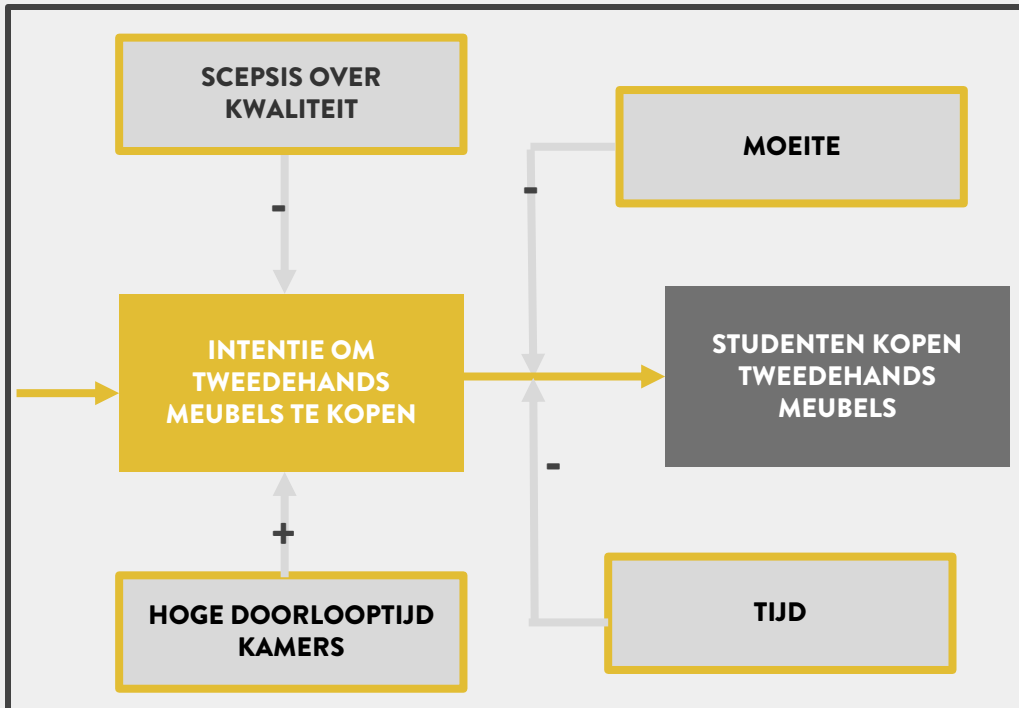 SCEPSIS OVER
KWALITEIT
-
MOEITE
-
INTENTIE OM
TWEEDEHANDS
MEUBELS TE KOPEN
STUDENTEN KOPEN
TWEEDEHANDS
MEUBELS
-
+
HOGE DOORLOOPTIJD
KAMERS
TIJD